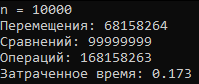 n = 10000
Перемещения: 68158264
Сравнений: 99999999
Операций: 168158263
Затраченное время: 0.173